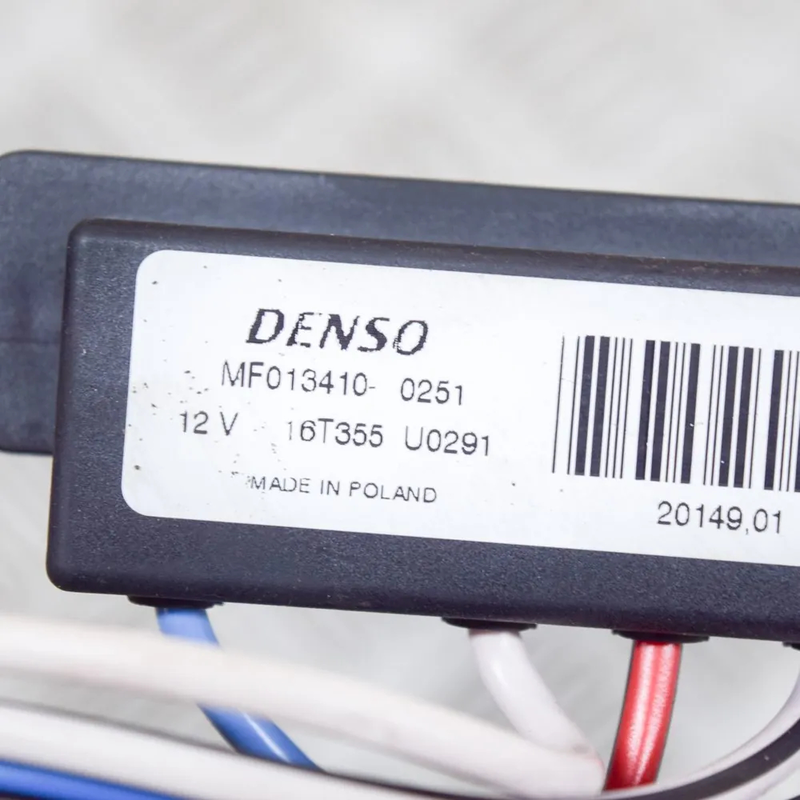 DENSO
MF013410- 0251
12 V 16T355 U0291
MADE IN POLAND
20149,01